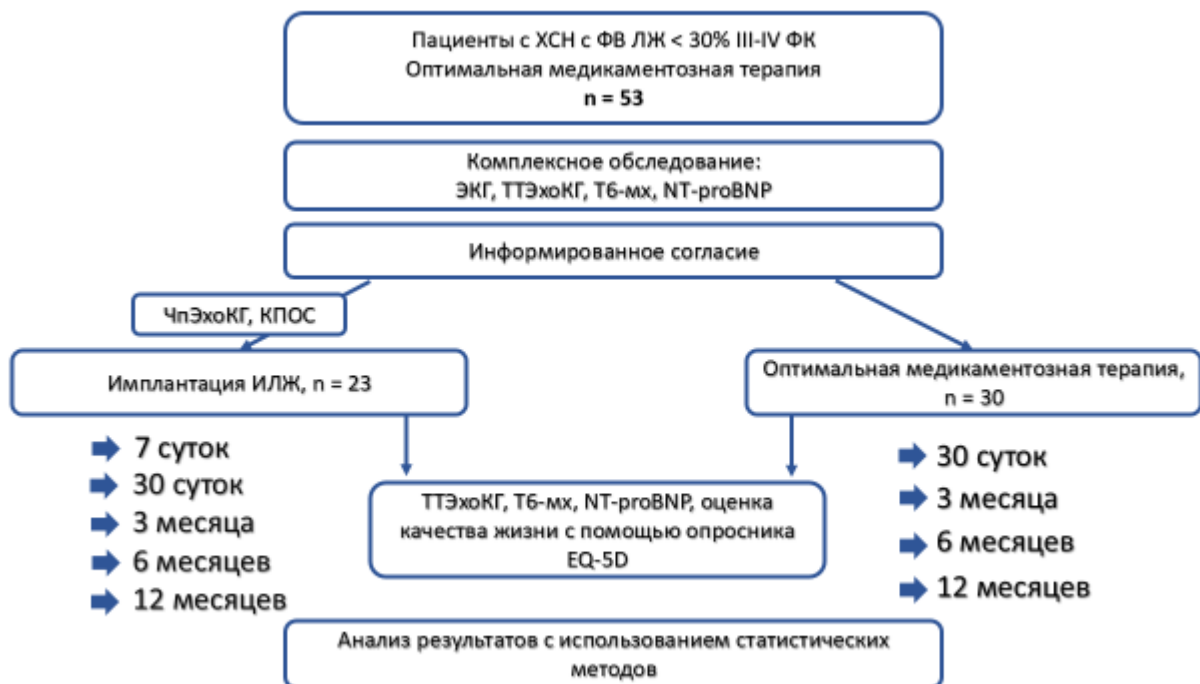 Пациенты с ХСН с ФВ ЛЖ < 30% III-IV ФК
Оптимальная медикаментозная терапия
n = 53
Комплексное обследование:
ЭКГ, ТТЭхоКГ, Т6-мх, NT-proBNP
Информированное согласие
ЧпЭхоКГ, КПОС
Имплантация ИЛЖ, n = 23
Оптимальная медикаментозная терапия,
n = 30
7 суток
30 суток
3 месяца
6 месяцев
12 месяцев
30 суток
3 месяца
6 месяцев
12 месяцев
ТТЭхоКГ, Т6-мх, NT-proBNP, оценка
качества жизни с помощью опросника
EQ-5D
Анализ результатов с использованием статистических
методов